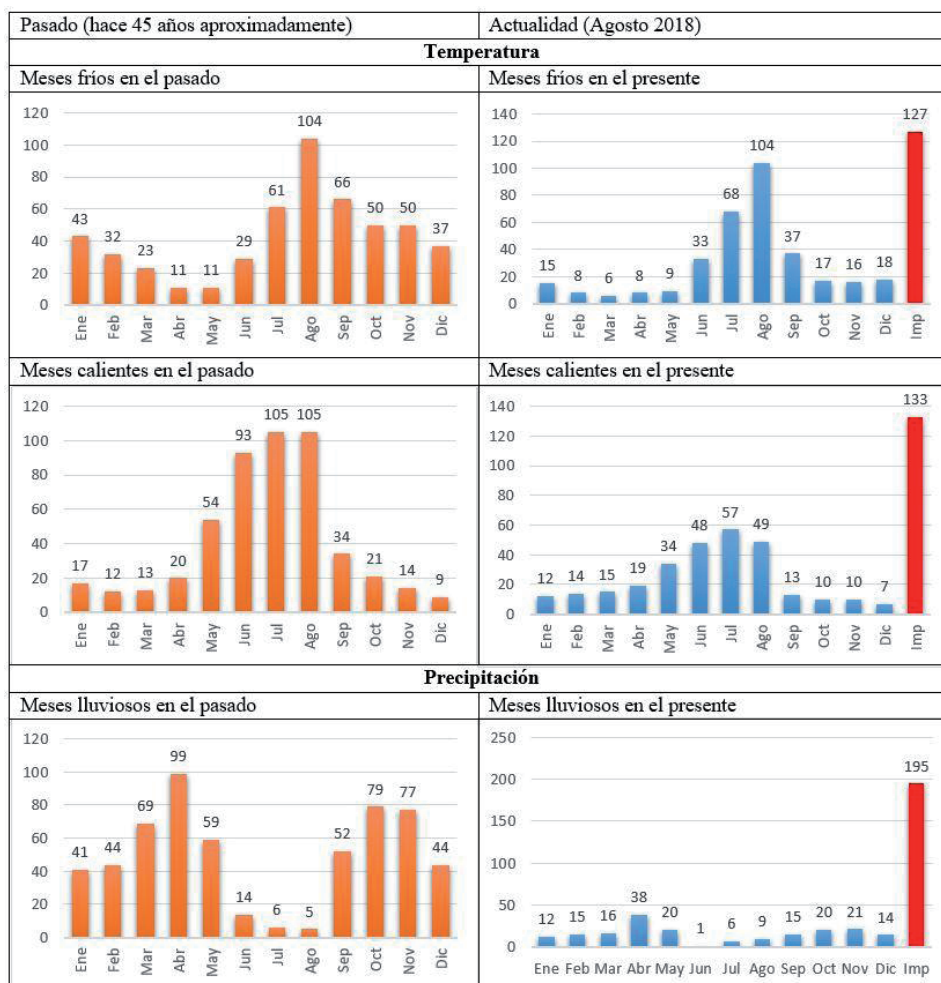 Pasado (hace 45 años aproximadamente)
Actualidad (Agosto 2018)
Temperatura
Meses fríos en el pasado
120
100
80
60
40
20
0
43
32
23
11
11
29
61
104
66
50
50
37
Ene
Feb
Mar
Abr
May
Jun
Jul
Ago
Sep
Oct
Nov
Dic
Meses fríos en el presente
140
120
100
80
60
40
20
0
15
8
6
8
9
33
68
104
37
17
16
18
127
Ene
Feb
Mar
Abr
May
Jun
Jul
Ago
Sep
Oct
Nov
Dic
Imp
Meses calientes en el pasado
120
100
80
60
40
20
0
17
12
13
20
54
93
105
105
34
21
14
9
Ene
Feb
Mar
Abr
May
Jun
Jul
Ago
Sep
Oct
Nov
Dic
Meses calientes en el presente
140
120
100
80
60
40
20
0
12
14
15
19
34
48
57
49
13
10
10
7
133
Ene
Feb
Mar
Abr
May
Jun
Jul
Ago
Sep
Oct
Nov
Dic
Imp
Precipitación
Meses lluviosos en el pasado
120
100
80
60
40
20
0
41
44
69
99
59
14
6
5
52
79
77
44
Ene
Feb
Mar
Abr
May
Jun
Jul
Ago
Sep
Oct
Nov
Dic
Meses lluviosos en el presente
250
200
150
100
50
0
12
15
16
38
20
1
6
9
15
20
21
14
195
Ene Feb Mar Abr May Jun Jul Ago Sep Oct Nov Dic Imp